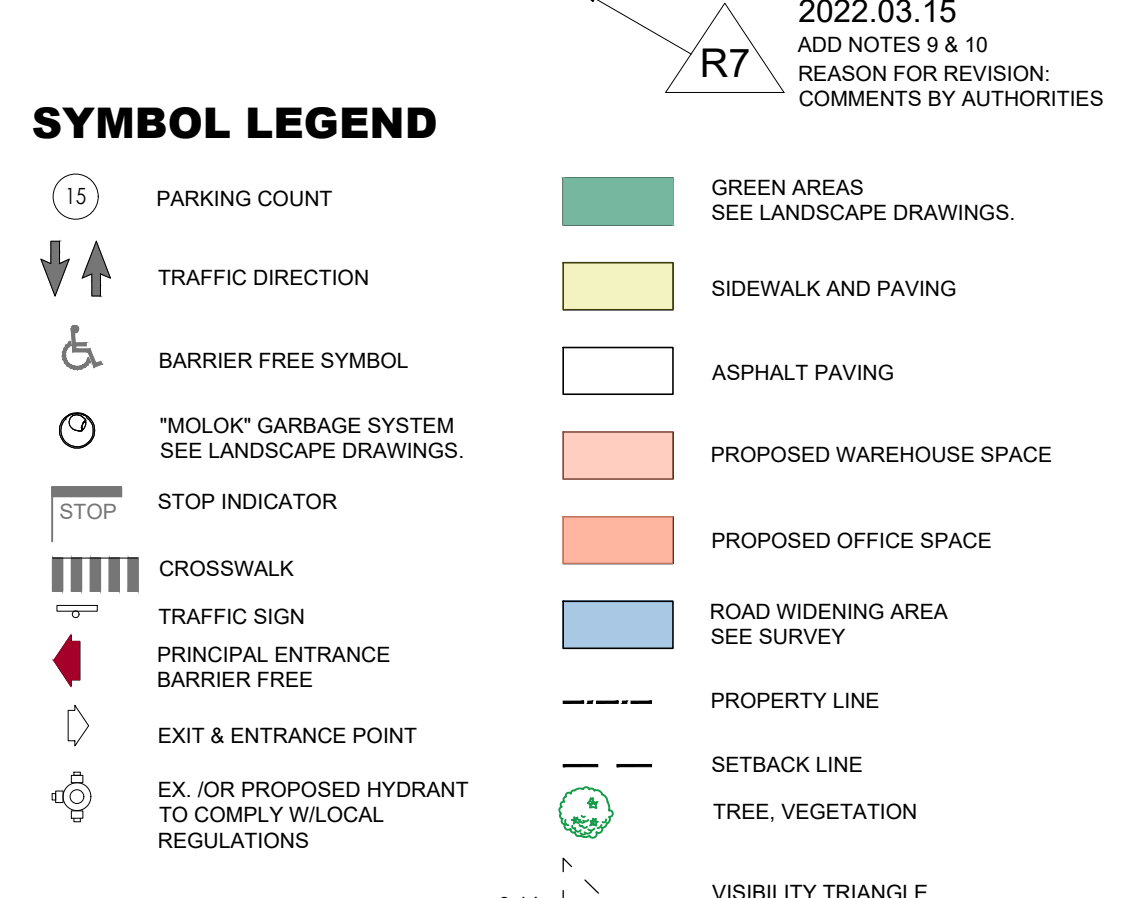 2022.03.15
R7
ADD NOTES 9 & 10
REASON FOR REVISION:
COMMENTS BY AUTHORITIES
SYMBOL LEGEND
15
PARKING COUNT
TRAFFIC DIRECTION
BARRIER FREE SYMBOL
"MOLOK" GARBAGE SYSTEM
SEE LANDSCAPE DRAWINGS.
STOP
STOP INDICATOR
CROSSWALK
TRAFFIC SIGN
PRINCIPAL ENTRANCE
BARRIER FREE
EXIT & ENTRANCE POINT
EX. /OR PROPOSED HYDRANT
TO COMPLY W/LOCAL
REGULATIONS
GREEN AREAS
SEE LANDSCAPE DRAWINGS.
SIDEWALK AND PAVING
ASPHALT PAVING
PROPOSED WAREHOUSE SPACE
PROPOSED OFFICE SPACE
ROAD WIDENING AREA
SEE SURVEY
PROPERTY LINE
SETBACK LINE
TREE, VEGETATION
VISIBILITY TRIANGLE